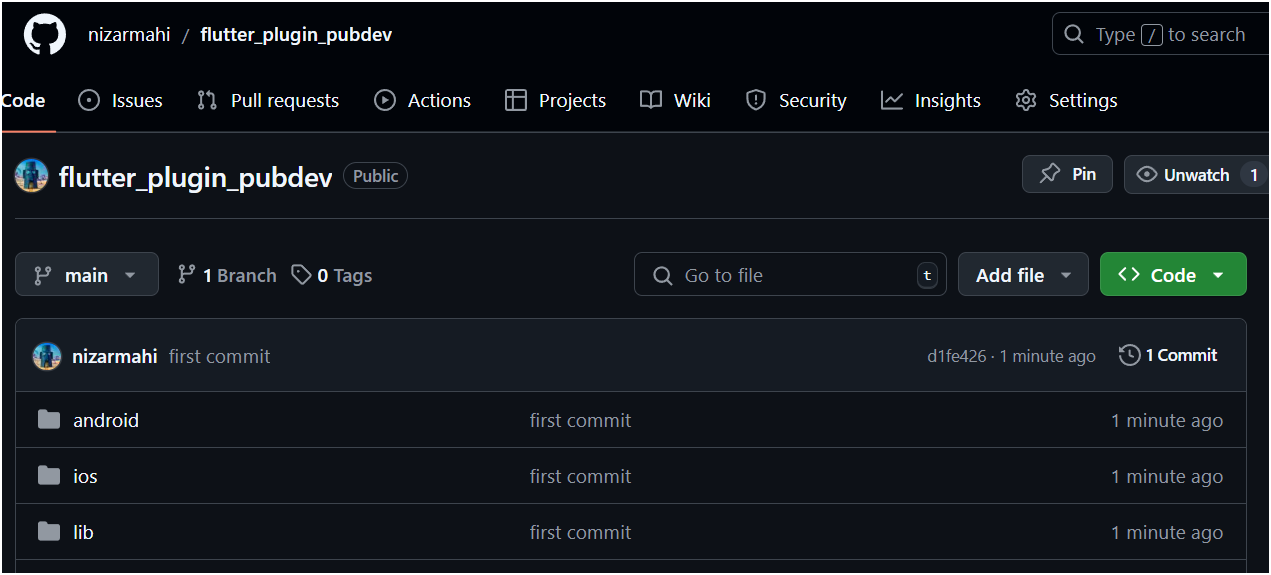 nizarmahi / flutter_plugin_pubdev
Type / to search
Code Issues Pull requests Actions Projects Wiki Security Insights Settings
flutter_plugin_pubdev Public
Pin Unwatch 1
main 1 Branch 0 Tags
Go to file t Add file <> Code
nizarmahi first commit d1fe426 · 1 minute ago 1 Commit
android first commit 1 minute ago
ios first commit 1 minute ago
lib first commit 1 minute ago